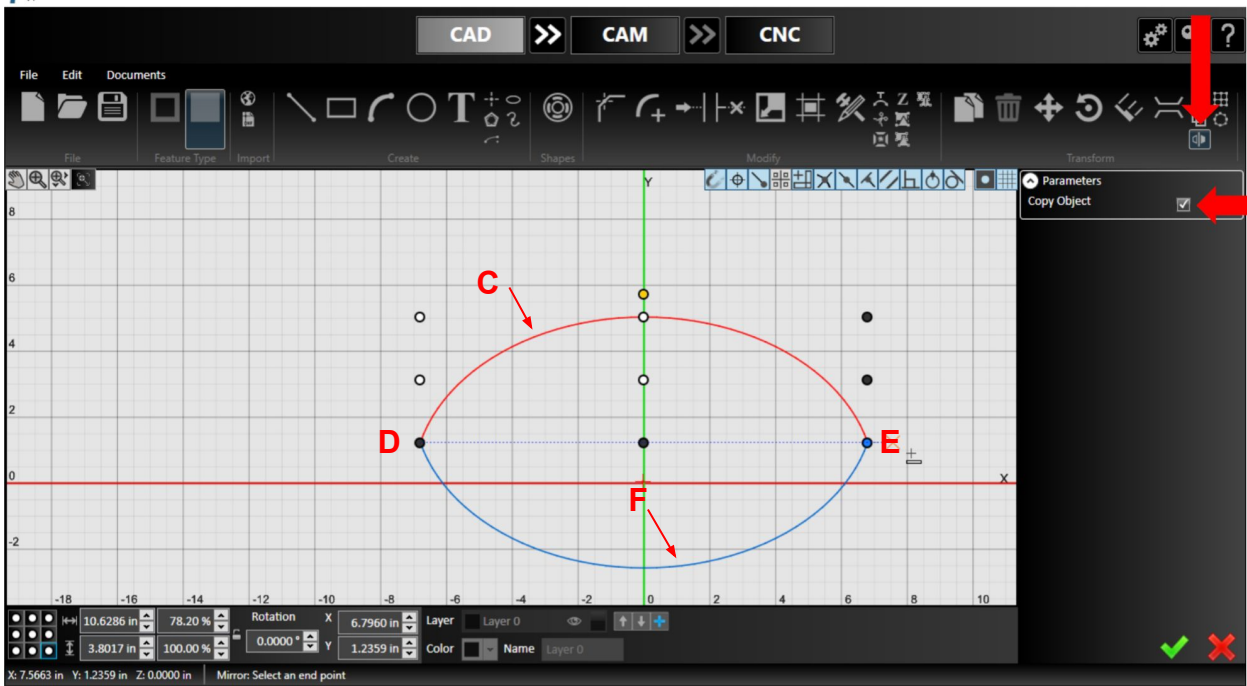 CAD
CAM
CNC
?
File Edit Documents
T
Z
File Feature Type Import Create Shapes Modify Transform
Y
Parameters
Copy Object
8
6
C
4
2
D
E
0
X
F
-2
-18 -16 -14 -12 -10 -8 -6 -4 -2 0 2 4 6 8 10
10.6286 in 78.20 % Rotation X 6.7960 in Layer Layer 0
3.8017 in 100.00 % 0.0000 ° Y 1.2359 in Color Name Layer 0
X: 7.5663 in Y: 1.2359 in Z: 0.0000 in Mirror: Select an end point